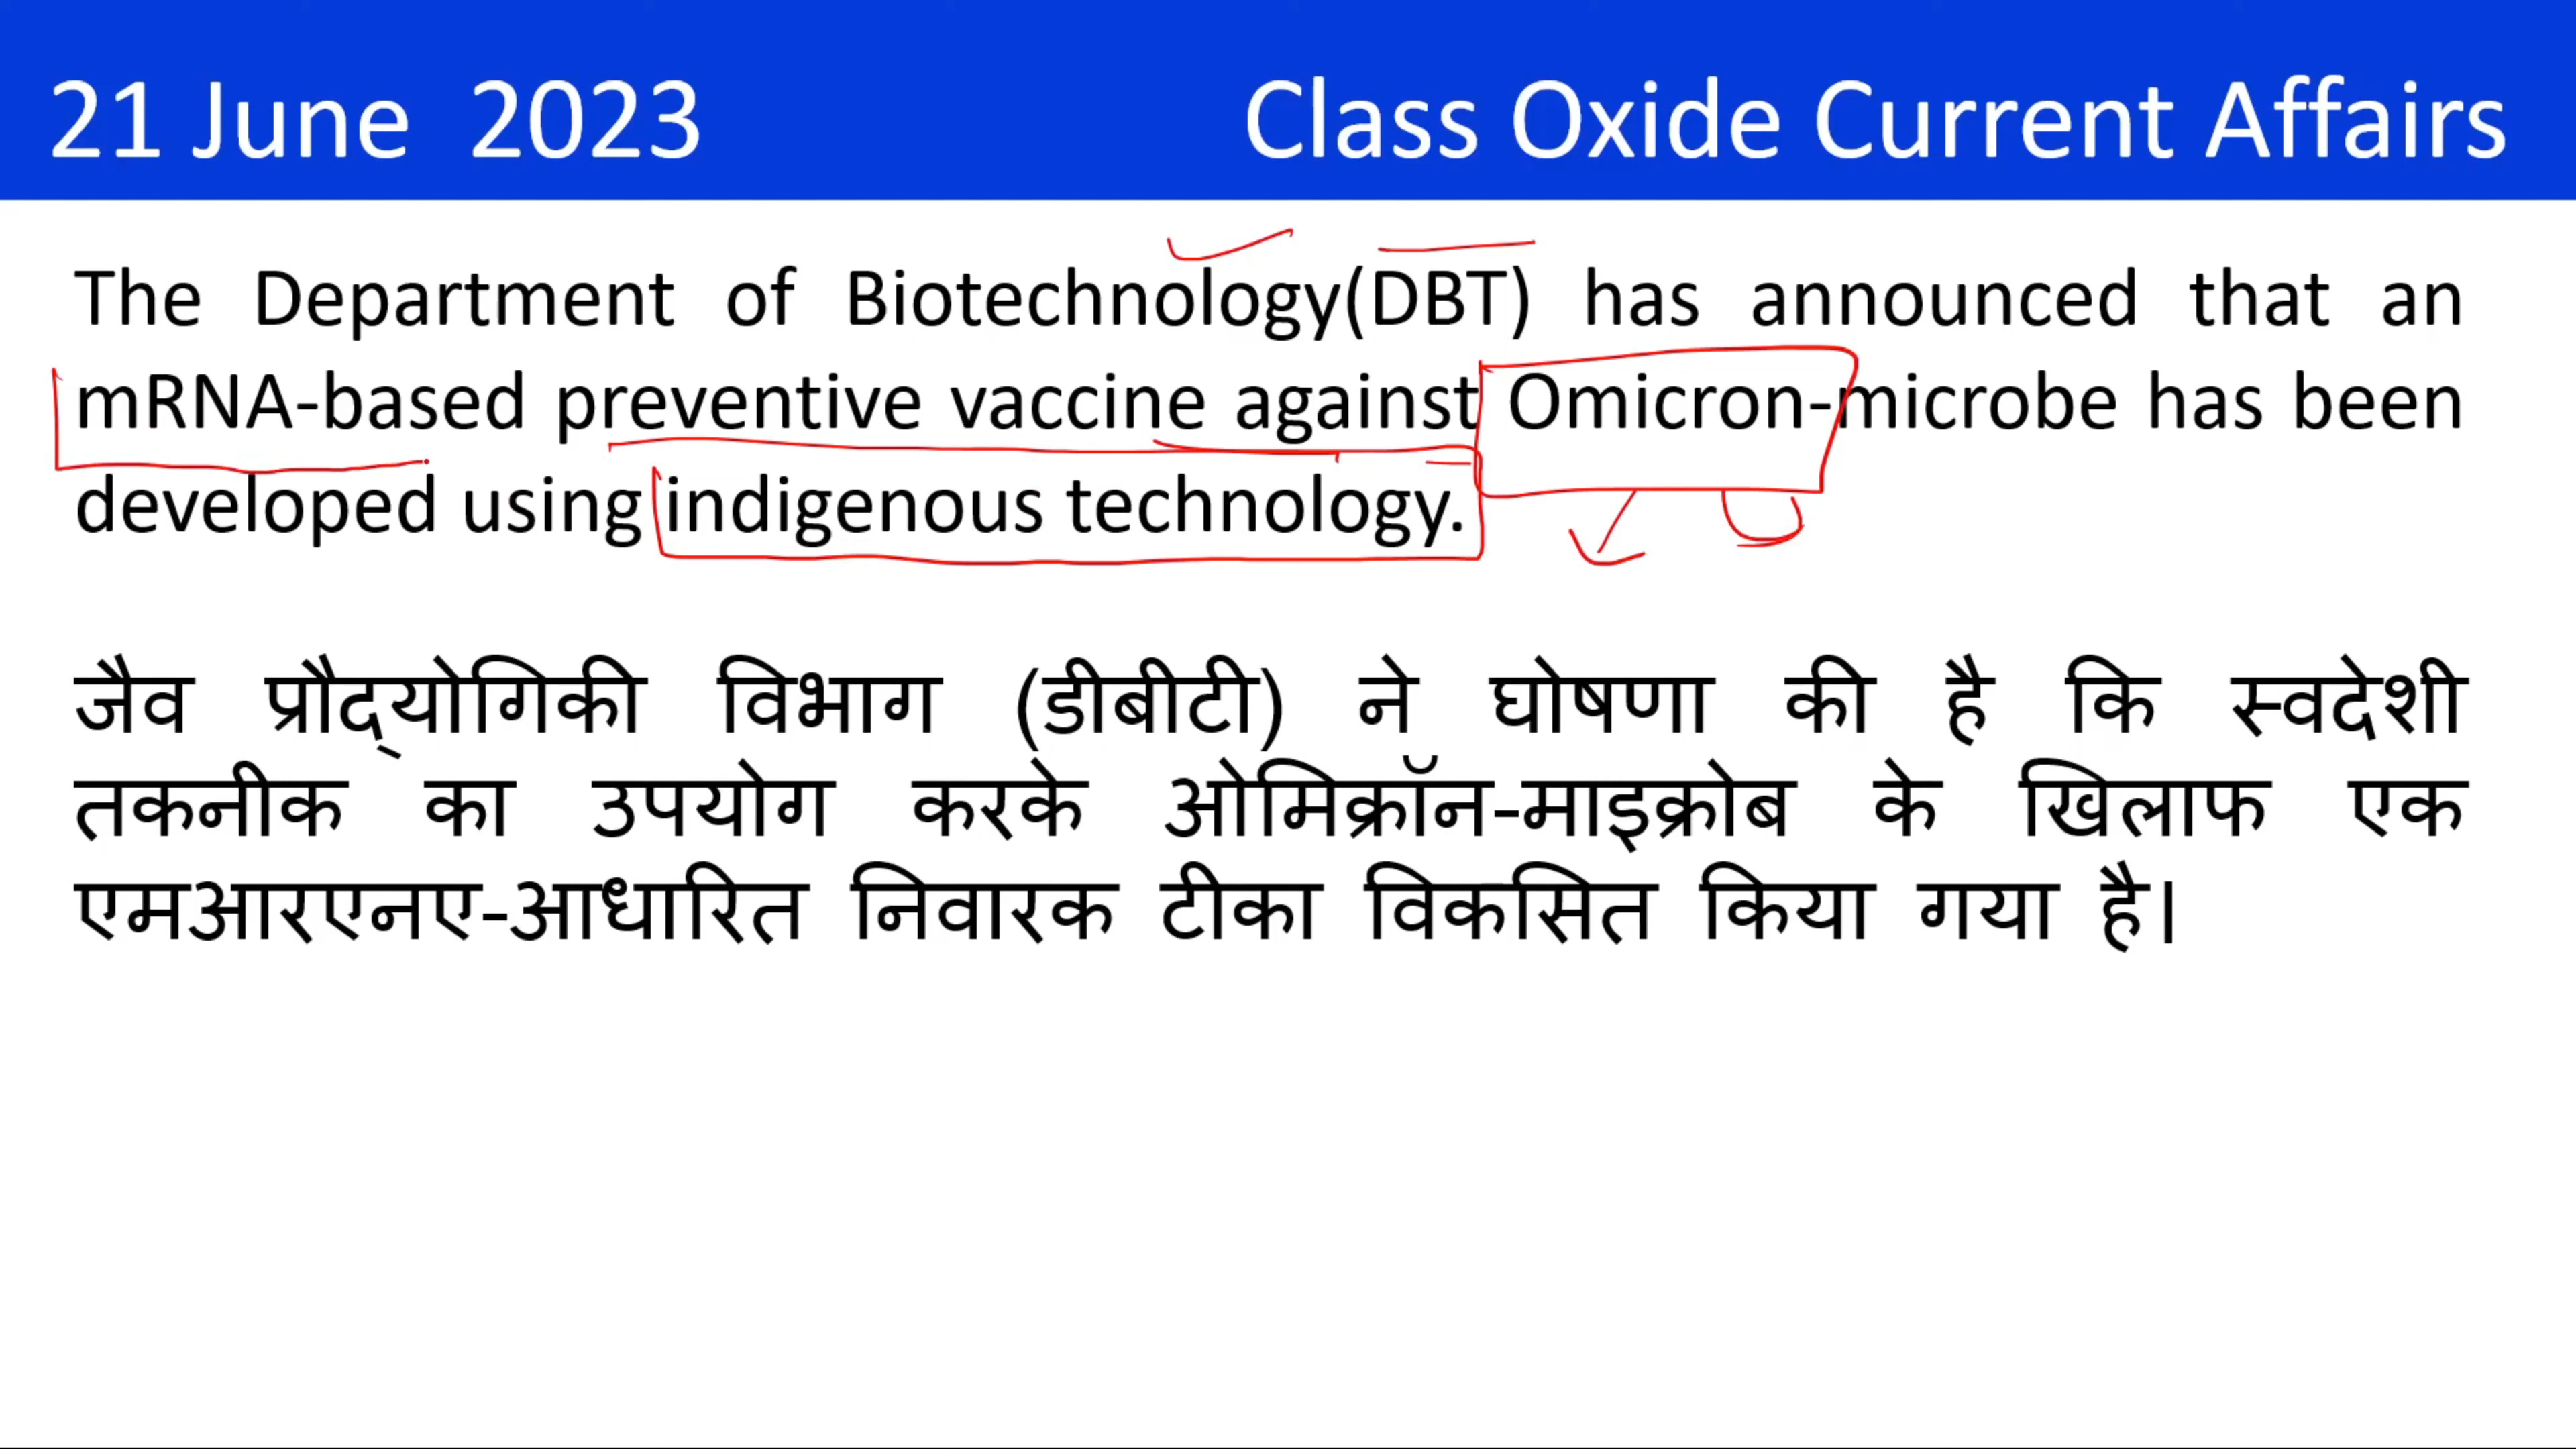 21 June 2023 Class Oxide Current Affairs
The Department of Biotechnology(DBT) has announced that an
mRNA-based preventive vaccine against Omicron-microbe has been
developed using indigenous technology.
जैव प्रौद्योगिकी विभाग (डीबीटी) ने घोषणा की है कि स्वदेशी
तकनीक का उपयोग करके ओमिक्रॉन-माइक्रोब के खिलाफ एक
एमआरएनए-आधारित निवारक टीका विकसित किया गया है।